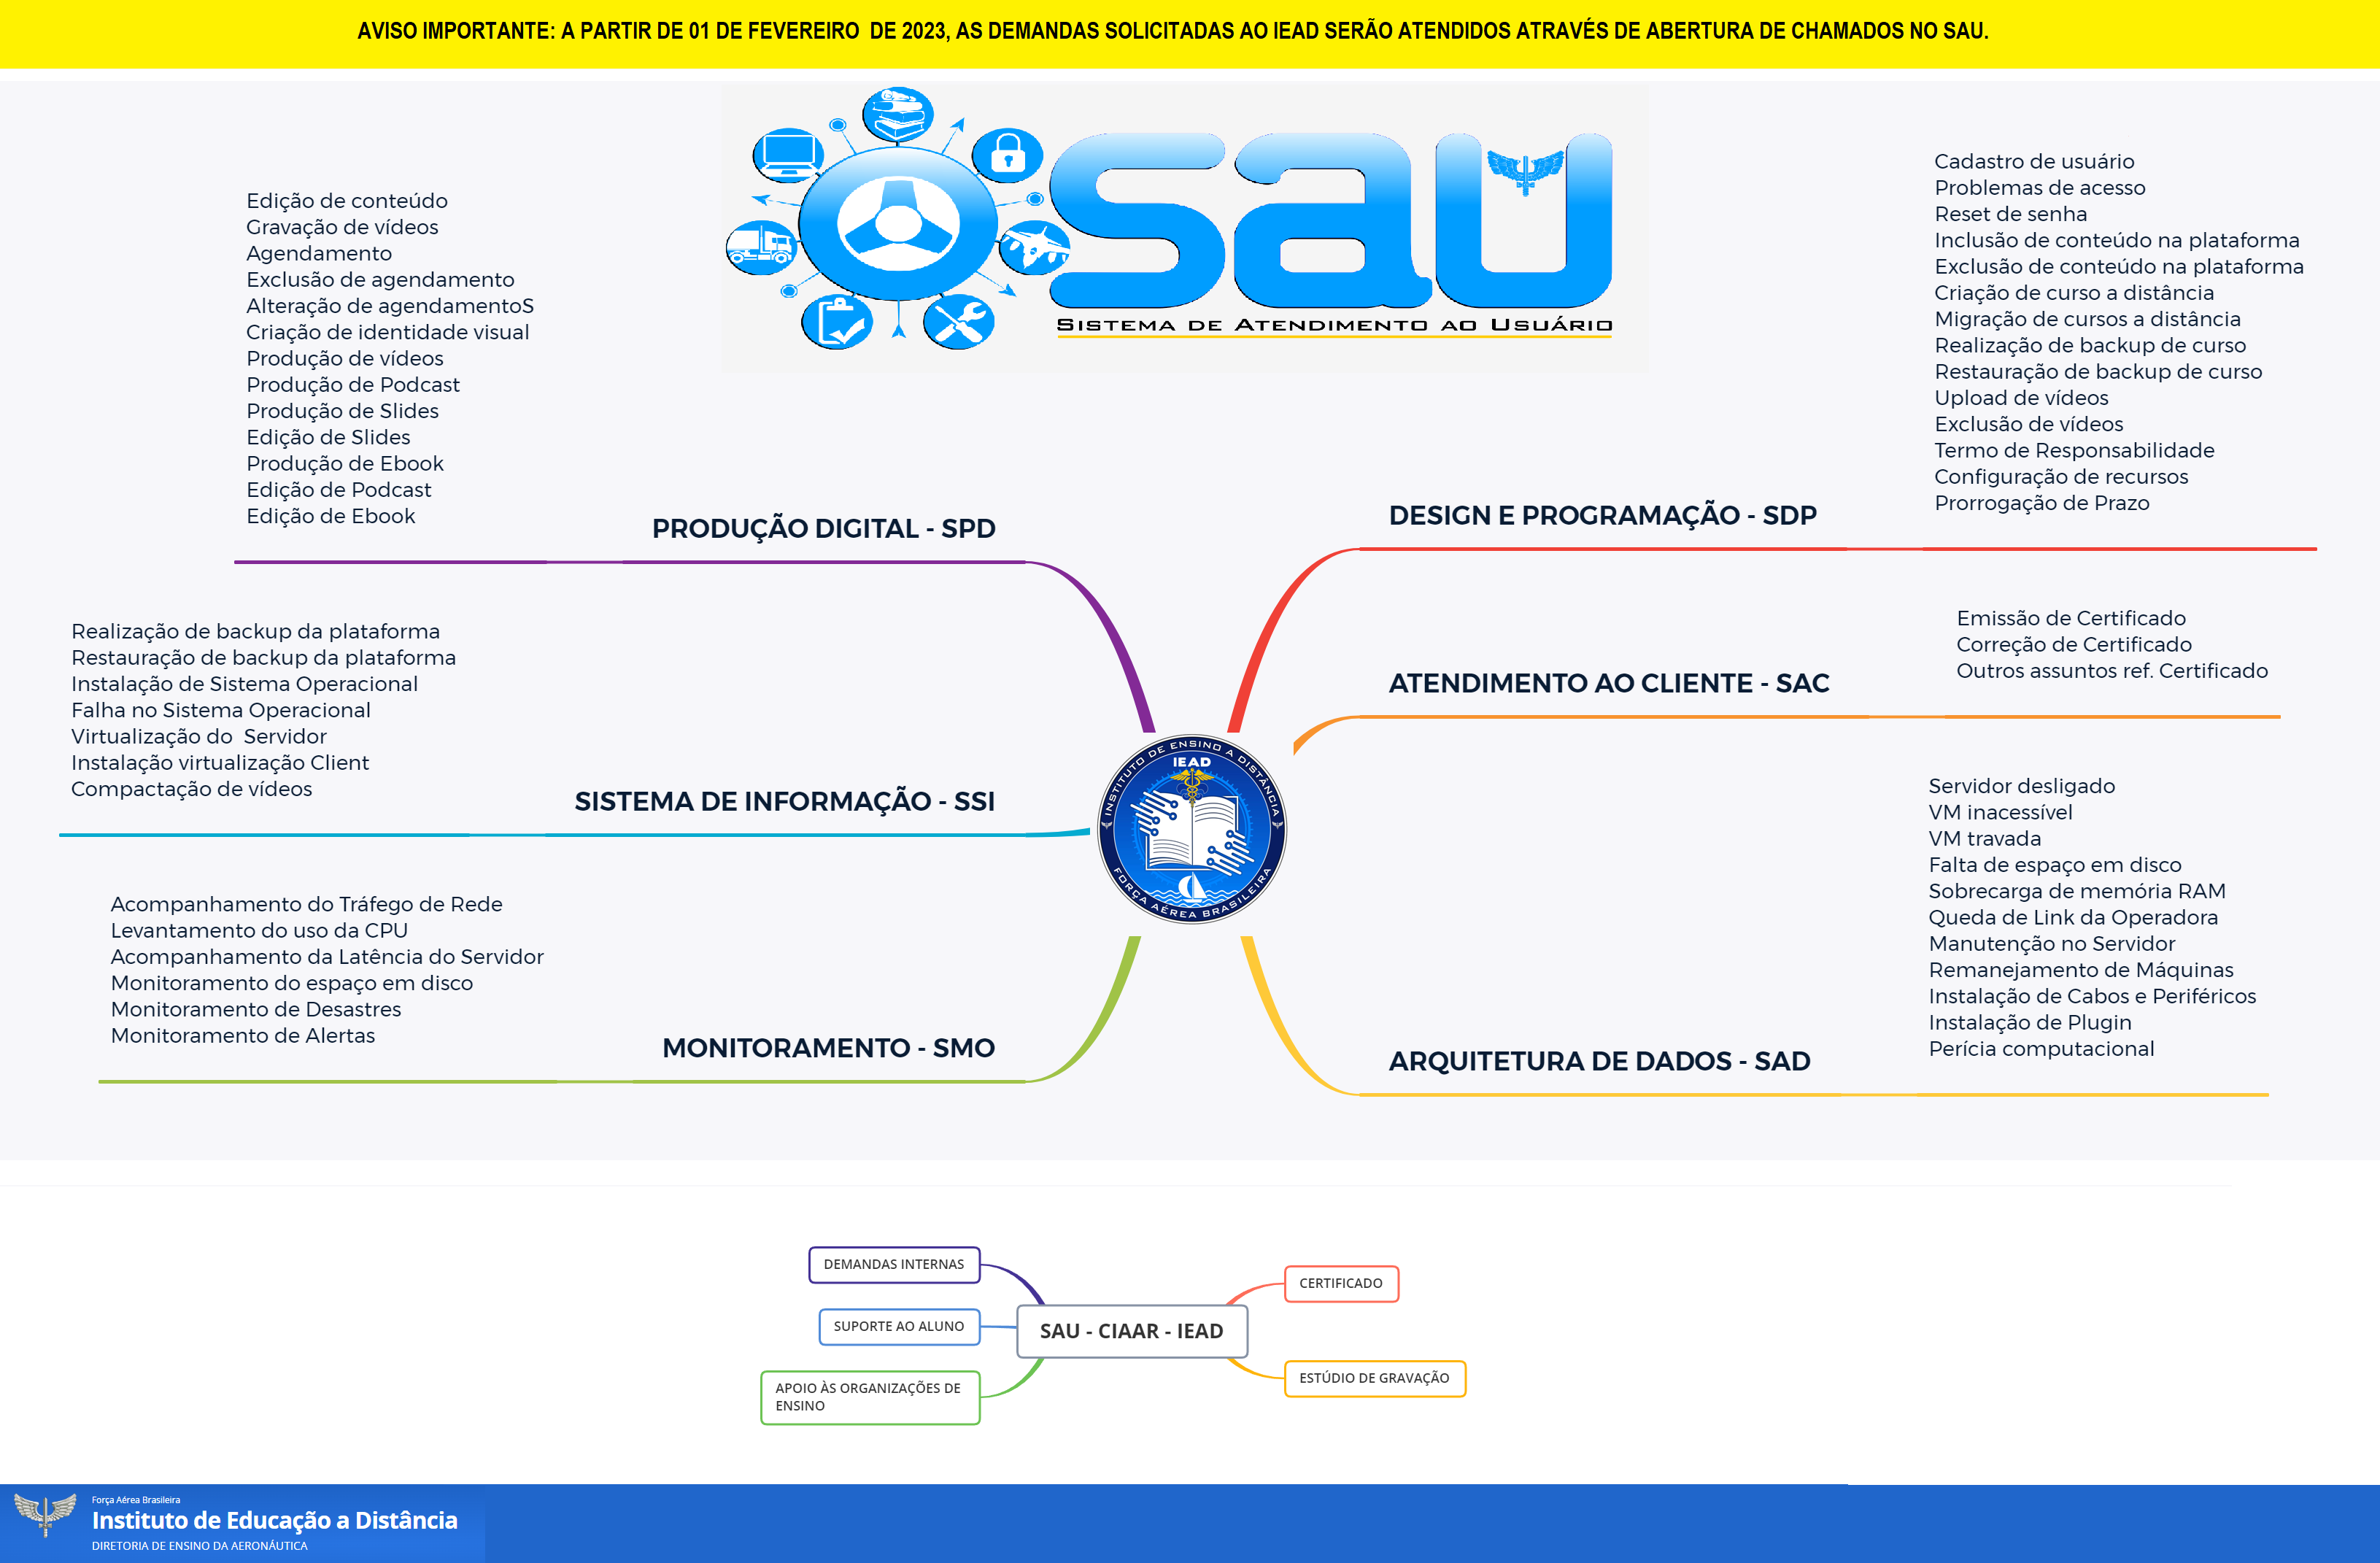 AVISO IMPORTANTE: A PARTIR DE 01 DE FEVEREIRO  DE 2023, AS DEMANDAS SOLICITADAS AO IEAD SERÃO ATENDIDOS ATRAVÉS DE ABERTURA DE CHAMADOS NO SAU.
sau
SISTEMA DE ATENDIMENTO AO USUÁRIO
Edição de conteúdo
Gravação de vídeos
Agendamento
Exclusão de agendamento
Alteração de agendamentoS
Criação de identidade visual
Produção de vídeos
Produção de Podcast
Produção de Slides
Edição de Slides
Produção de Ebook
Edição de Podcast
Edição de Ebook
PRODUÇÃO DIGITAL - SPD
Realização de backup da plataforma
Restauração de backup da plataforma
Instalação de Sistema Operacional
Falha no Sistema Operacional
Virtualização do  Servidor
Instalação virtualização Client
Compactação de vídeos
SISTEMA DE INFORMAÇÃO - SSI
Acompanhamento do Tráfego de Rede
Levantamento do uso da CPU
Acompanhamento da Latência do Servidor
Monitoramento do espaço em disco
Monitoramento de Desastres
Monitoramento de Alertas
MONITORAMENTO - SMO
Cadastro de usuário
Problemas de acesso
Reset de senha
Inclusão de conteúdo na plataforma
Exclusão de conteúdo na plataforma
Criação de curso a distância
Migração de cursos a distância
Realização de backup de curso
Restauração de backup de curso
Upload de vídeos
Exclusão de vídeos
Termo de Responsabilidade
Configuração de recursos
Prorrogação de Prazo
DESIGN E PROGRAMAÇÃO - SDP
Emissão de Certificado
Correção de Certificado
Outros assuntos ref. Certificado
ATENDIMENTO AO CLIENTE - SAC
Servidor desligado
VM inacessível
VM travada
Falta de espaço em disco
Sobrecarga de memória RAM
Queda de Link da Operadora
Manutenção no Servidor
Remanejamento de Máquinas
Instalação de Cabos e Periféricos
Instalação de Plugin
Perícia computacional
ARQUITETURA DE DADOS - SAD
INSTITUTO DE ENSINO A DISTÂNCIA
IEAD
FORÇA AÉREA BRASILEIRA
DEMANDAS INTERNAS
SUPORTE AO ALUNO
APOIO ÀS ORGANIZAÇÕES DE
ENSINO
SAU - CIAAR - IEAD
CERTIFICADO
ESTÚDIO DE GRAVAÇÃO
Força Aérea Brasileira
Instituto de Educação a Distância
DIRETORIA DE ENSINO DA AERONÁUTICA